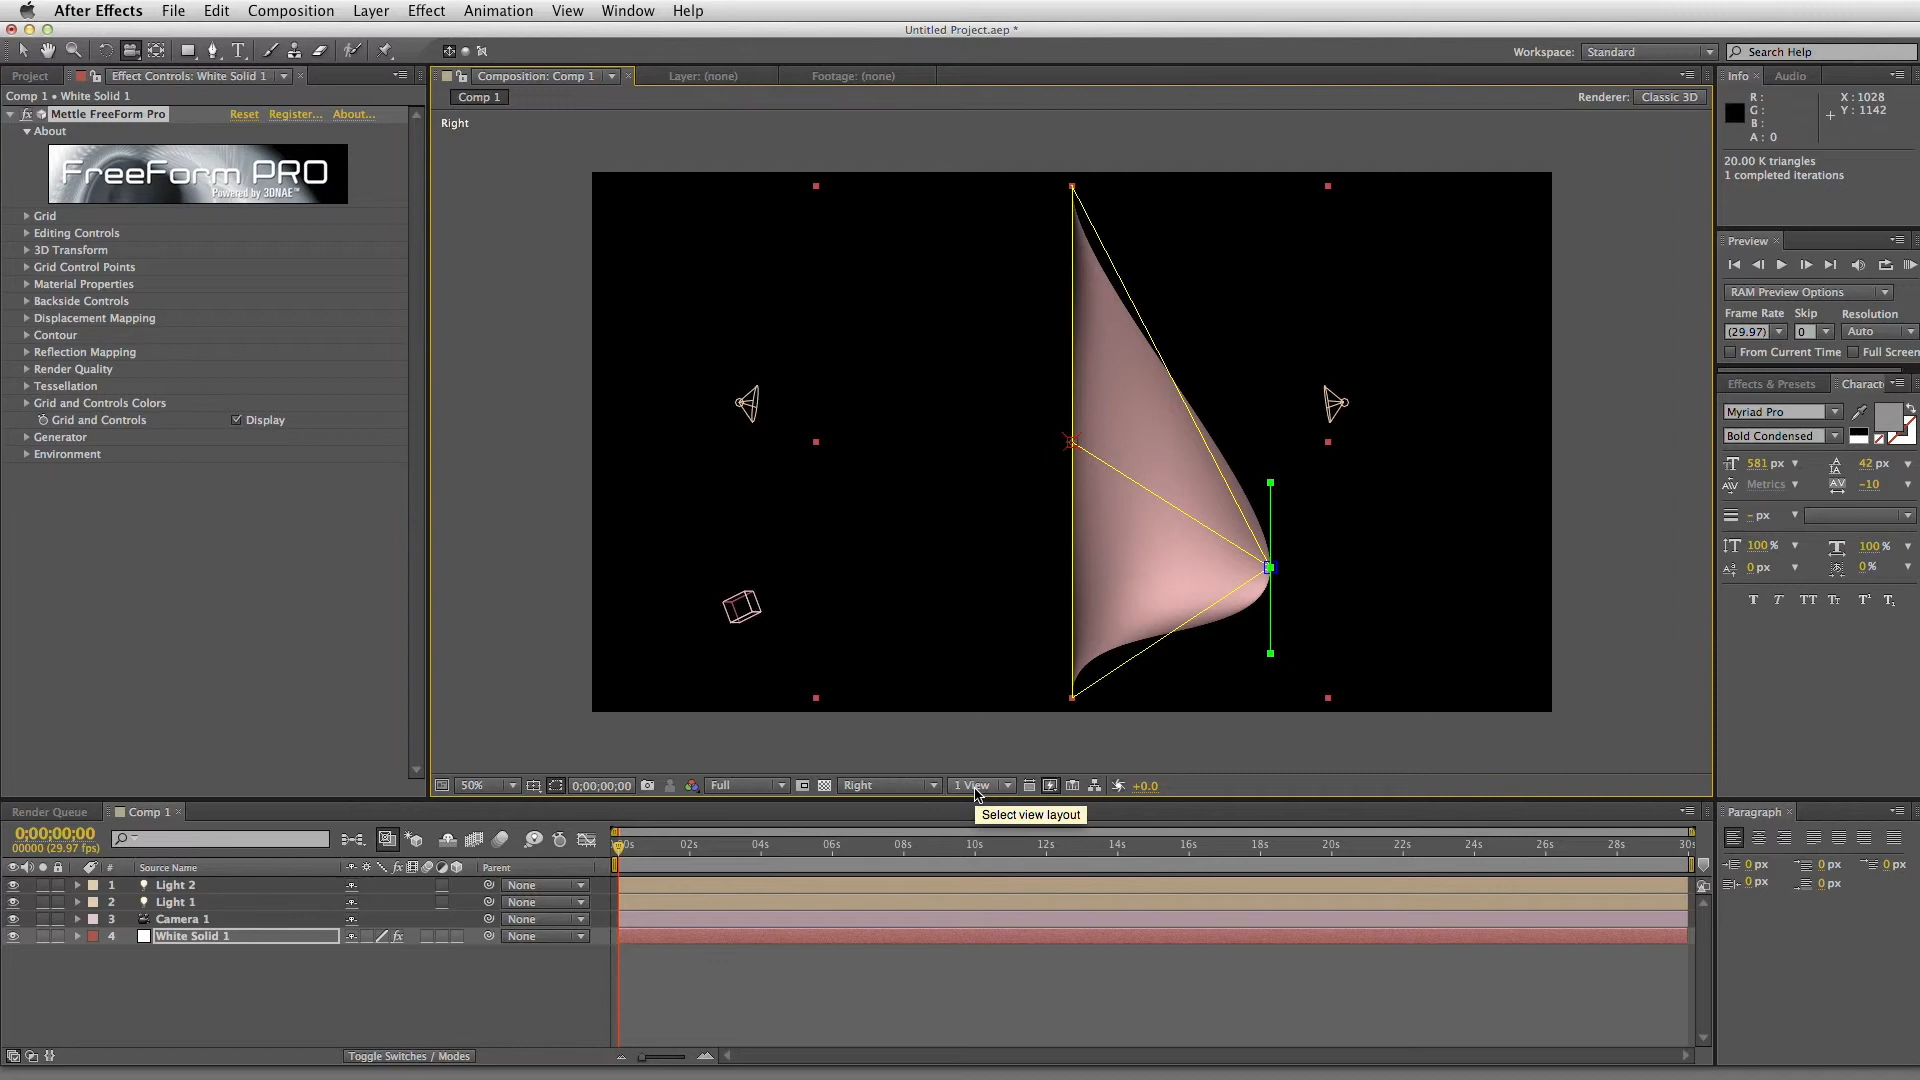 After Effects File Edit Composition Layer Effect Animation View Window Help
Untitled Project.aep *
Workspace: Standard Search Help
Project Effect Controls: White Solid 1 Composition: Comp 1 Layer: (none) Footage: (none) Info Audio
Comp 1 • White Solid 1
Comp 1 Renderer: Classic 3D
R: X : 1028
G: Y : 1142
B:
A: 0
fx Mettle FreeForm Pro Reset Register... About...
Right
About
FreeForm PRO
Powered by 3DNAE™
20.00 K triangles
1 completed iterations
Grid
Editing Controls
3D Transform
Grid Control Points
Material Properties
Backside Controls
Displacement Mapping
Contour
Reflection Mapping
Render Quality
Tessellation
Grid and Controls Colors
Grid and Controls Display
Generator
Environment
Preview
RAM Preview Options
Frame Rate Skip Resolution
(29.97) 0 Auto
From Current Time Full Screen
Effects & Presets Charact
Myriad Pro
Bold Condensed
581 px 42 px
Metrics -10
- px
100 % 100 %
0 px 0 %
T T TT Tt T¹ T₁
50% 0;00;00;00 Full Right 1 View +0.0
Select view layout
Render Queue Comp 1
0;00;00;00
00000 (29.97 fps)
00s 02s 04s 06s 08s 10s 12s 14s 16s 18s 20s 22s 24s 26s 28s 30s
# Source Name fx Parent
1 Light 2 None
2 Light 1 None
3 Camera 1 None
4 White Solid 1 fx None
Toggle Switches / Modes
Paragraph
0 px 0 px 0 px
0 px 0 px